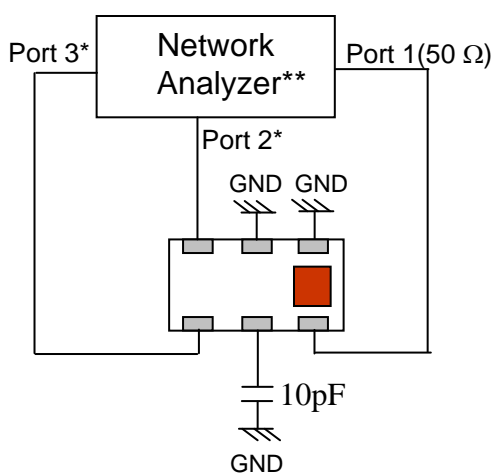 Port 3*
Network
Analyzer**
Port 1(50 Ω)
Port 2*
GND
GND
10pF
GND